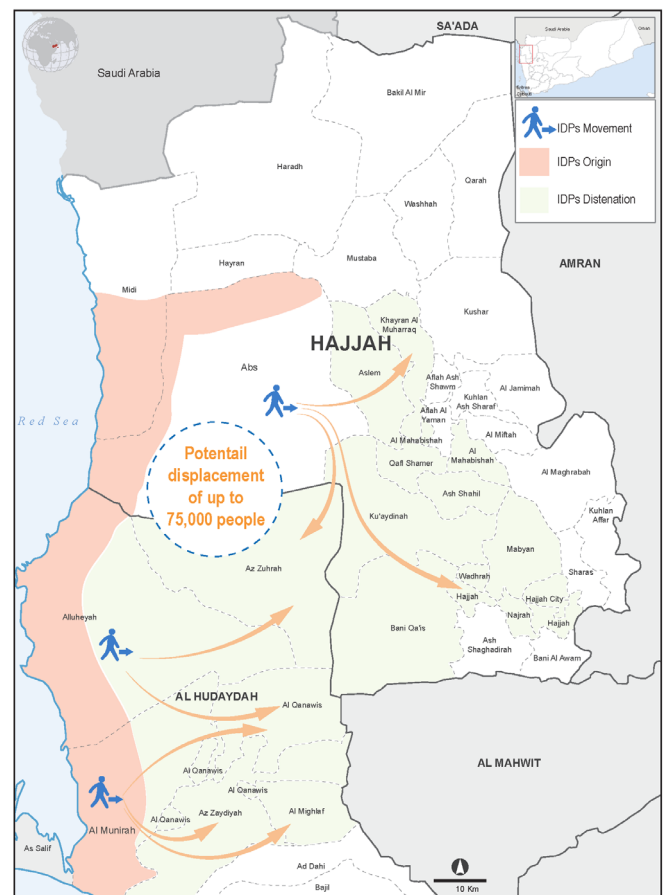 SA'ADA
Saudi Arabia
Saudi Arabia
Oman
Eritrea
Djibouti
IDPs Movement
IDPs Origin
IDPs Distenation
Bakil Al Mir
Haradh
Qarah
Washhah
AMRAN
Mustaba
Hayran
Midi
Kushar
Khayran Al
Muharraq
HAJJAH
Abs
Aslem
Aflah Ash
Shawm
Kuhlan
Ash Sharaf
Al Jamimah
Aflah Al
Yaman
Red Sea
Al Mahabishah
Al Miftah
Potentail
displacement
of up to
75,000 people
Qafl Shamer
Al
Mahabishah
Al Maghrabah
Ash Shahil
Ku'aydinah
Kuhlan
Affar
Mabyan
Az Zuhrah
Wadhrah
Sharas
Hajjah
Hajjah City
Alluheyah
Najrah
Hajjah
Bani Qa'is
Ash
Shaghadirah
Bani Al Awam
AL HUDAYDAH
Al Qanawis
AL MAHWIT
Al Qanawis
Al Qanawis
Az Zaydiyah
Al Mighlaf
Al Qanawis
Al Munirah
As Salif
Ad Dahi
Bajil
10 Km